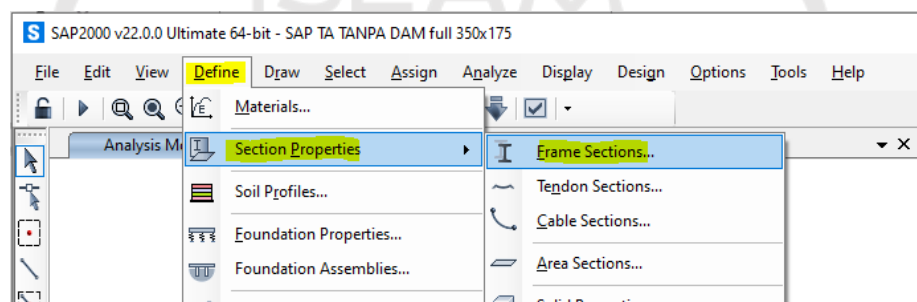 SAP2000 v22.0.0 Ultimate 64-bit - SAP TA TANPA DAM full 350x175
File Edit View Define Draw Select Assign Analyze Display Design Options Tools Help
Materials...
Analysis
Section Properties
Frame Sections...
Soil Profiles...
Tendon Sections...
Foundation Properties...
Cable Sections...
Foundation Assemblies...
Area Sections...